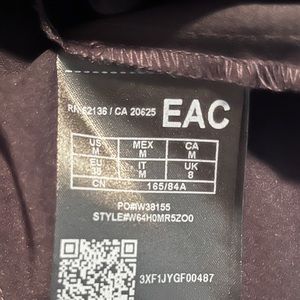 RN 62136 / CA 20625 EAC
US MEX CA
M M M
EU IT UK
38 M 8
CN 165/84A
PO#W38155
STYLE#W64H0MR5ZO0
3XF1JYGF00487